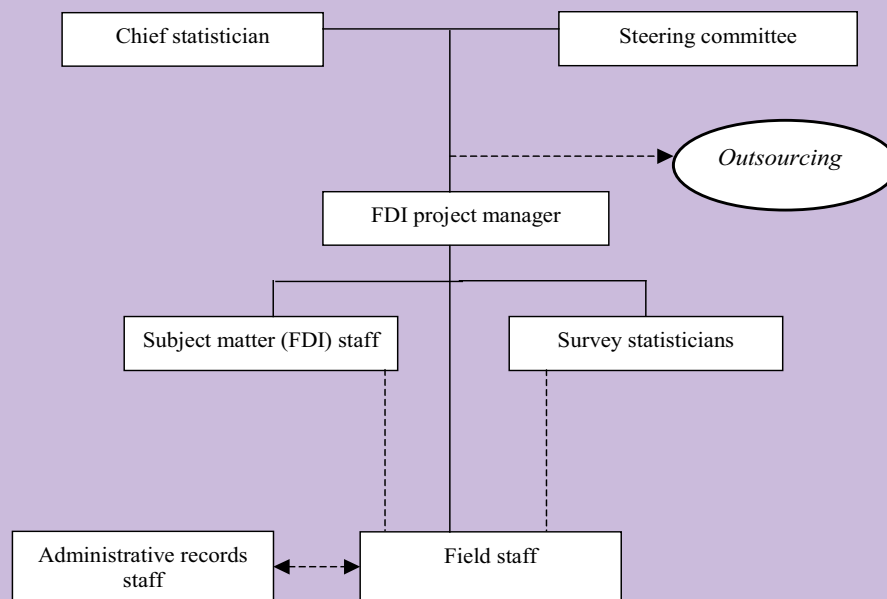 Chief statistician
Steering committee
Outsourcing
FDI project manager
Subject matter (FDI) staff
Survey statisticians
Administrative records
staff
Field staff